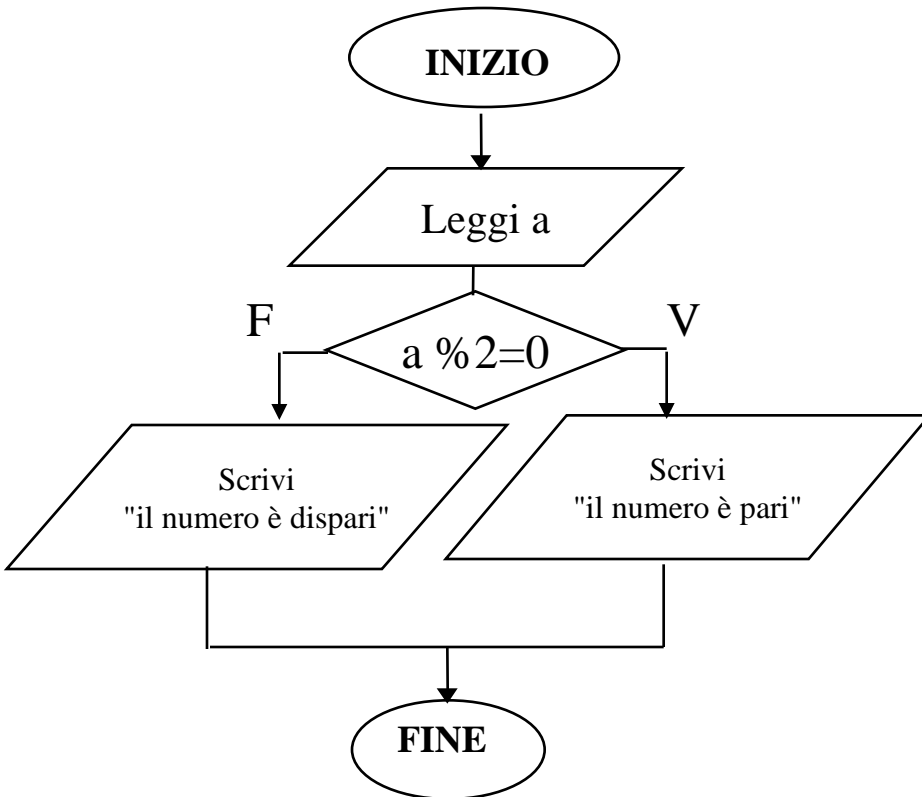 INIZIO
Leggi a
F
V
a %2=0
Scrivi
"il numero è dispari"
Scrivi
"il numero è pari"
FINE